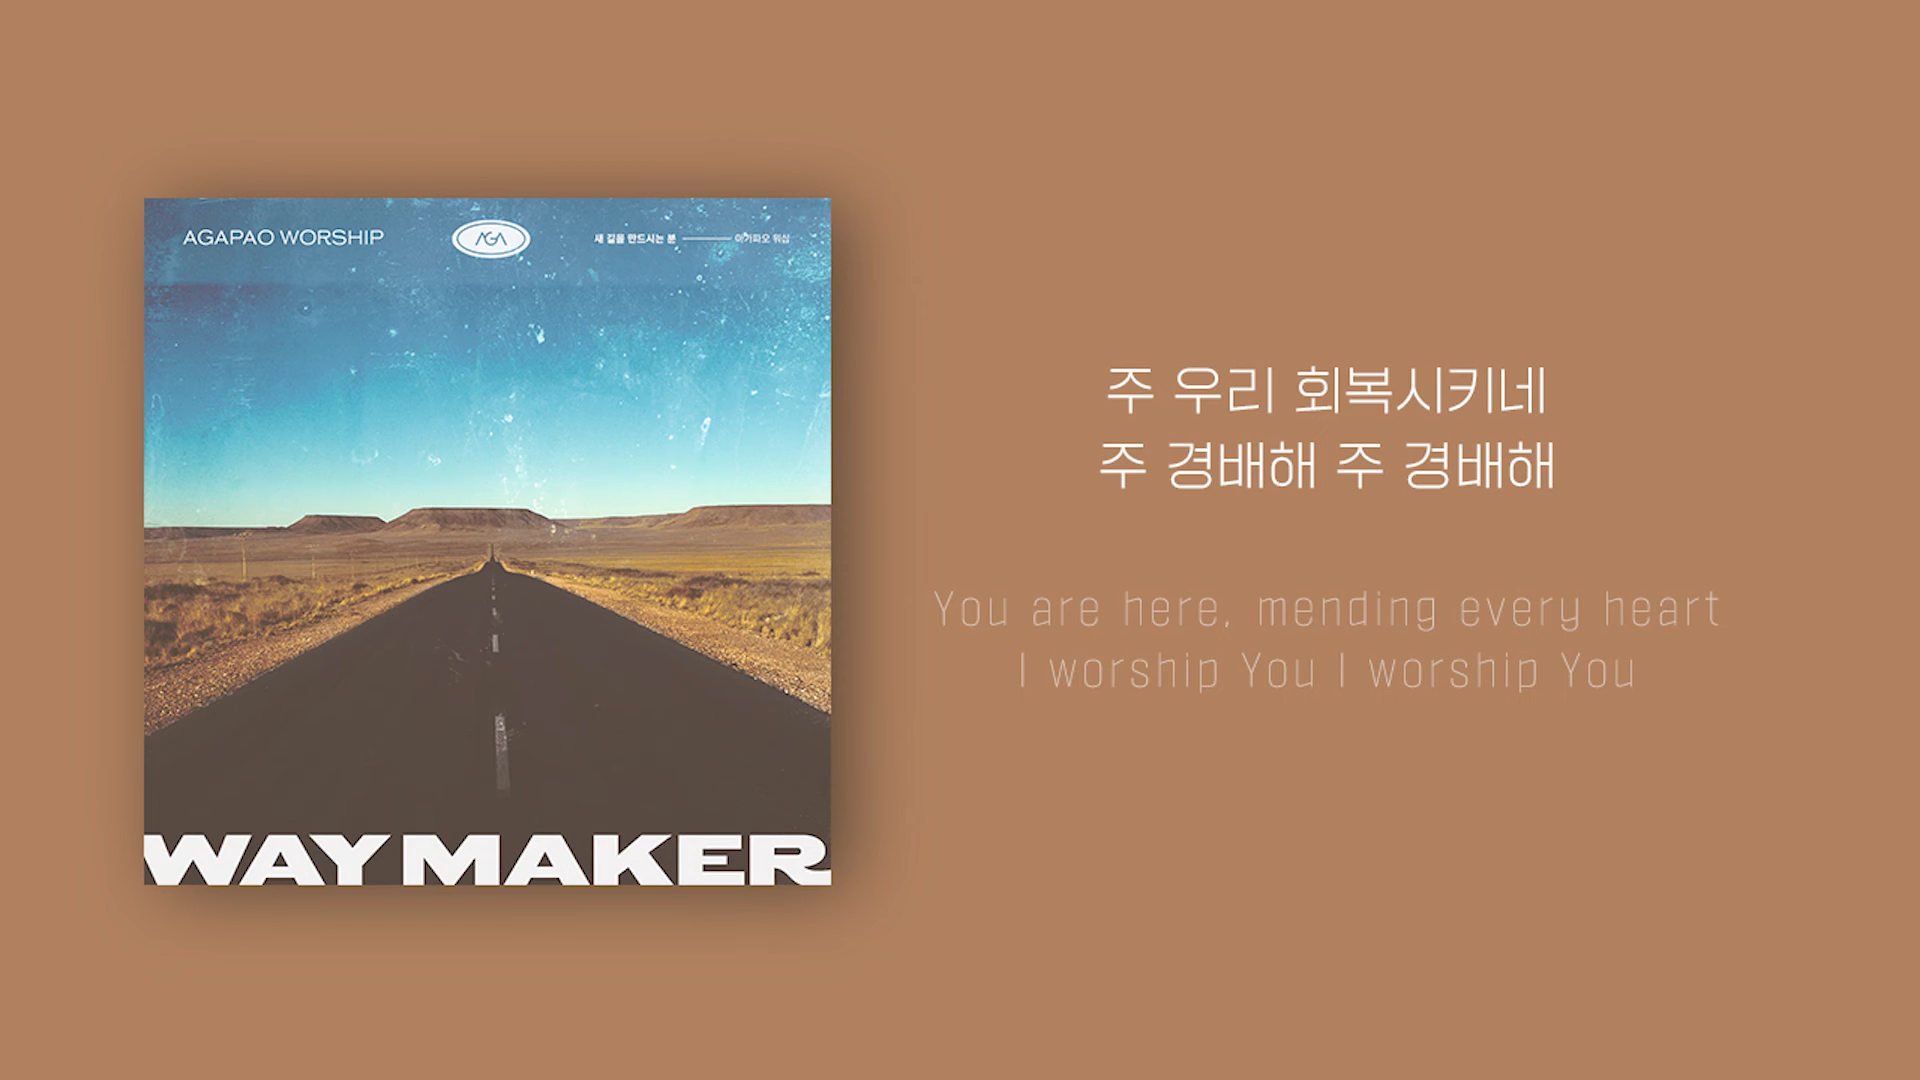 AGAPAO WORSHIP
AGA
새 길을 만드시는 분 아가파오 워십
WAYMAKER
주 우리 회복시키네
주 경배해 주 경배해
You are here, mending every heart
I worship You I worship You